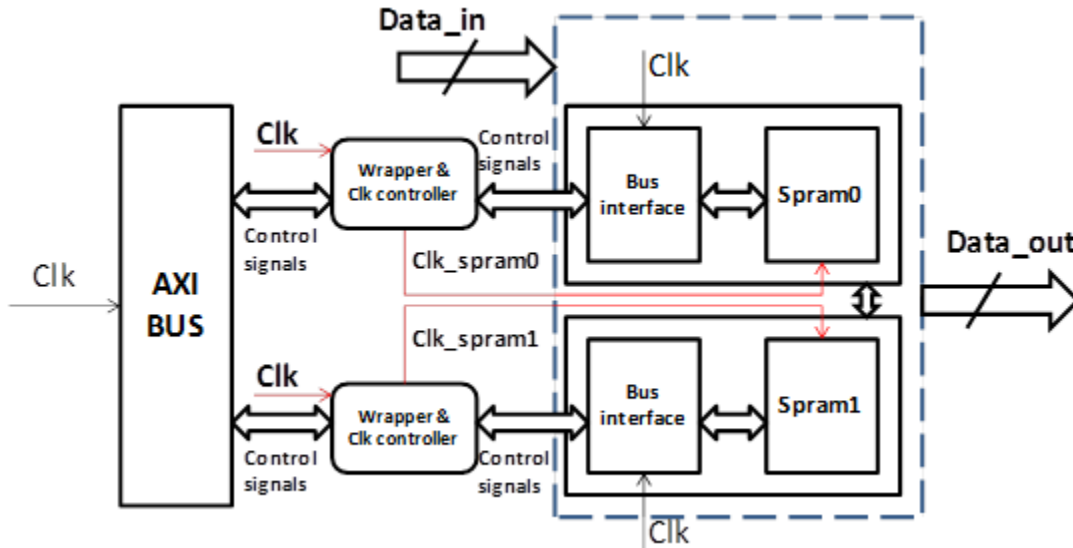 Data_in
Clk
Clk
Control
signals
Wrapper &
Clk controller
Bus
interface
Spram0
Control
signals
Clk_spram0
Data_out
Clk
AXI
BUS
Clk_spram1
Clk
Wrapper &
Clk controller
Bus
interface
Spram1
Control
signals
Control
signals
Clk